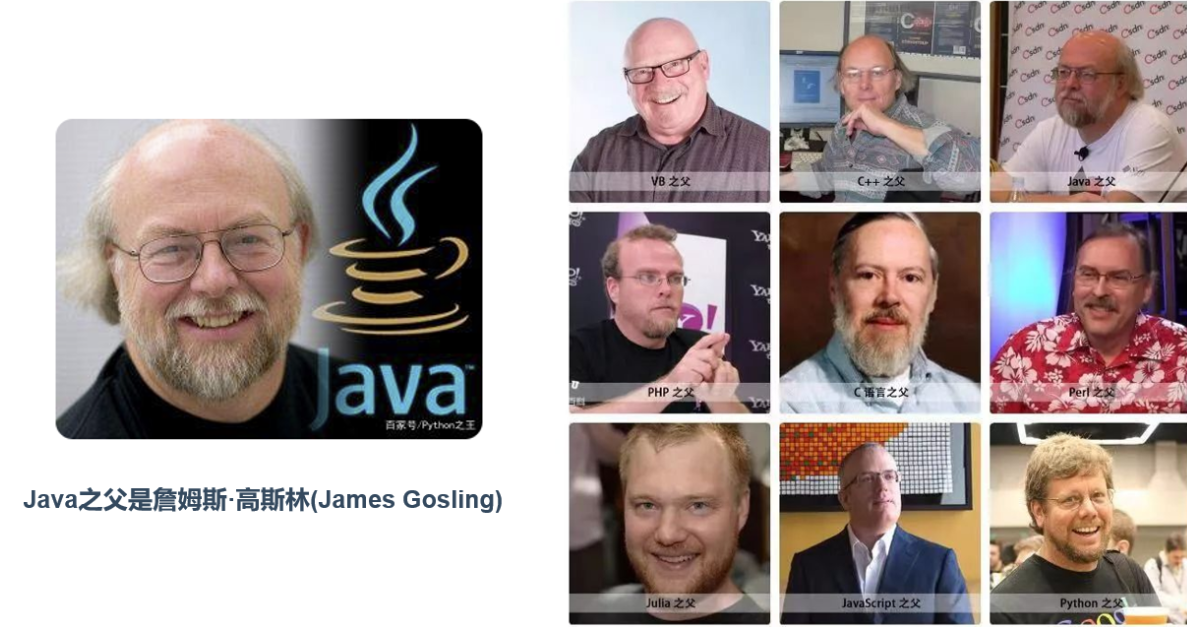 Java™
百家号/Python之王
Java之父是詹姆斯·高斯林(James Gosling)
VB 之父
C++ 之父
Java 之父
PHP 之父
C 语言之父
Perl 之父
Julia 之父
JavaScript 之父
Python 之父